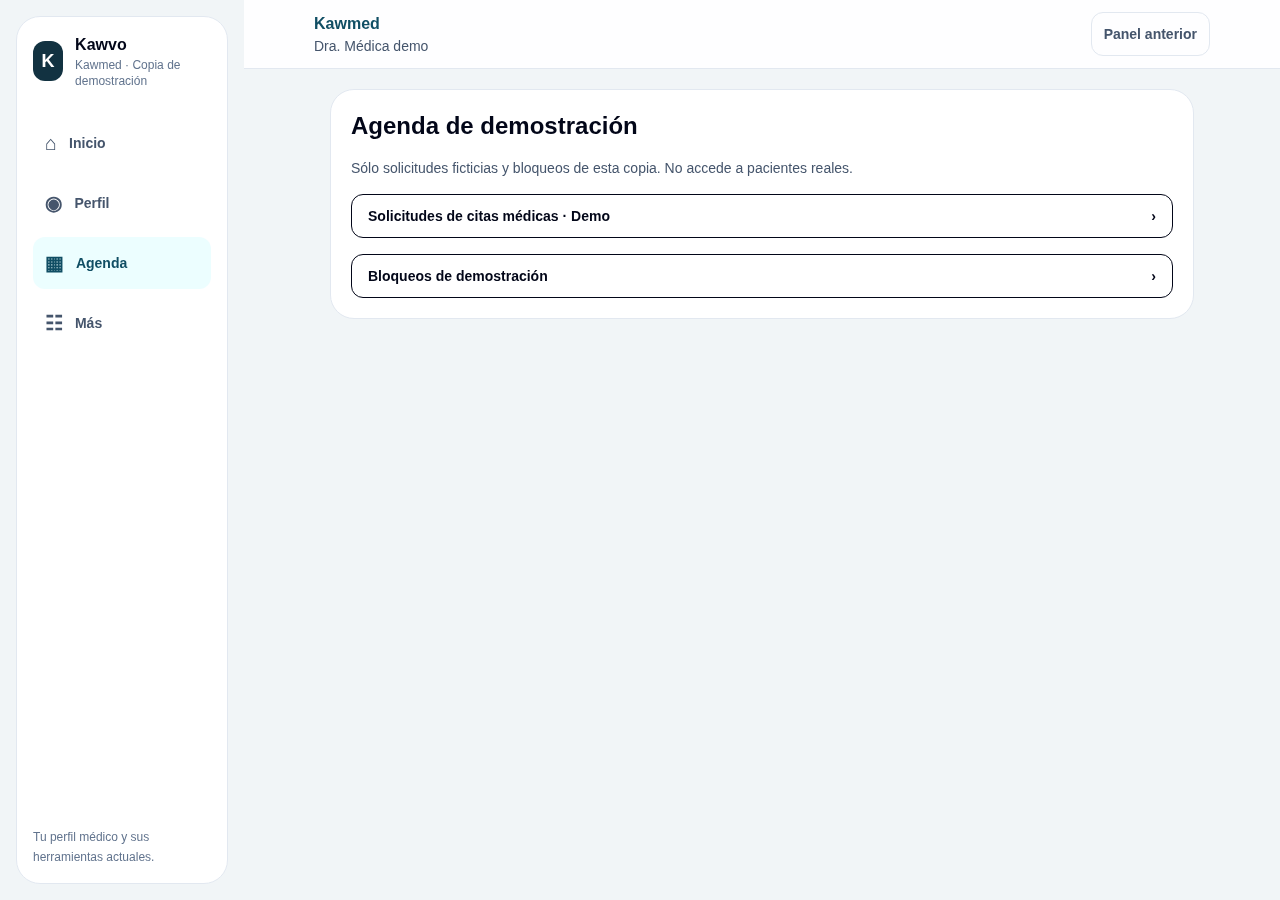 K
Kawvo
Kawmed · Copia de
demostración
Inicio
Perfil
Agenda
Más
Tu perfil médico y sus
herramientas actuales.
Kawmed
Dra. Médica demo
Panel anterior
Agenda de demostración
Sólo solicitudes ficticias y bloqueos de esta copia. No accede a pacientes reales.
Solicitudes de citas médicas · Demo ›
Bloqueos de demostración ›